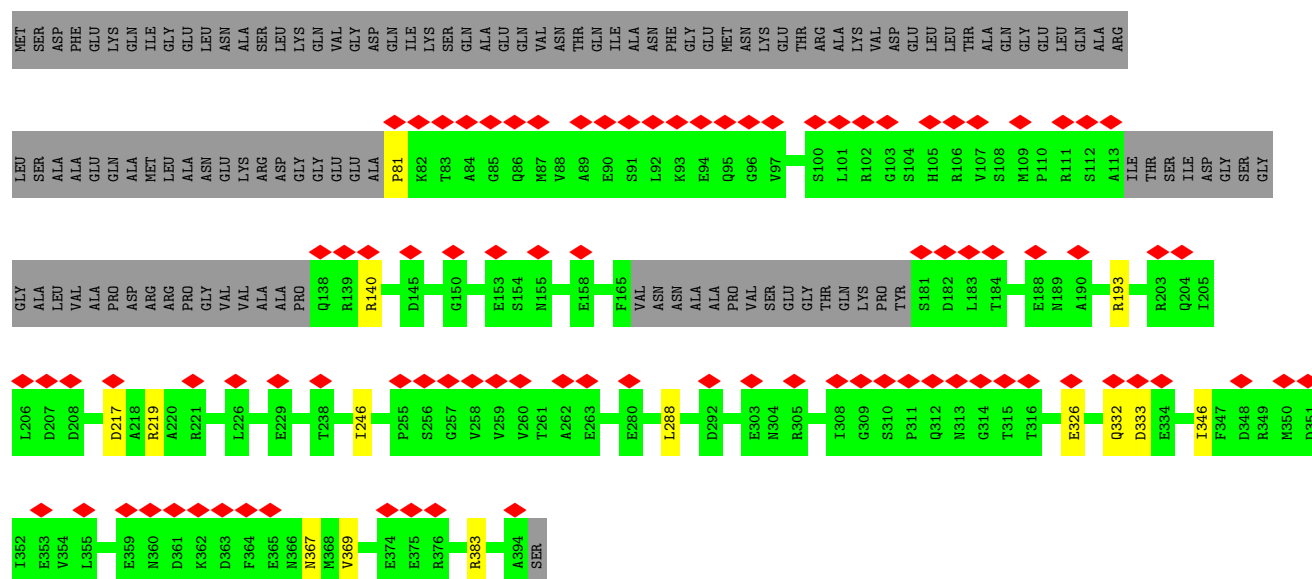 MET SER ASP PHE GLU LYS GLN ILE GLY GLU LEU ASN ALA SER LEU LYS GLN VAL GLY ASP GLN ILE LYS SER GLN ALA GLU GLN VAL ASN THR GLN ILE ALA ASN PHE GLY GLU MET ASN LYS GLU THR ARG ALA LYS VAL ASP GLU LEU LEU THR ALA GLN GLY GLU LEU GLN ALA ARG
LEU SER ALA ALA GLU GLN ALA MET LEU ALA ASN GLU LYS ARG ASP GLY GLY GLU GLU ALA P81 K82 T83 A84 G85 Q86 M87 V88 A89 E90 S91 L92 K93 E94 Q95 G96 V97 S100 L101 R102 G103 S104 H105 R106 V107 S108 M109 P110 R111 S112 A113 ILE THR SER ILE ASP GLY SER GLY
GLY ALA LEU VAL ALA PRO ASP ARG ARG PRO GLY VAL VAL ALA ALA PRO Q138 R139 R140 D145 G150 E153 S154 N155 E158 F165 VAL ASN ASN ALA ALA PRO VAL SER GLU GLY THR GLN LYS PRO TYR S181 D182 L183 T184 E188 N189 A190 R193 R203 Q204 I205
L206 D207 D208 D217 A218 R219 A220 R221 L226 E229 T238 I246 P255 S256 G257 V258 V259 V260 T261 A262 E263 E280 L288 D292 E303 N304 R305 I308 G309 S310 P311 Q312 N313 G314 T315 T316 E326 Q332 D333 E334 I346 F347 D348 R349 M350 D351
I352 E353 V354 L355 E359 N360 D361 K362 D363 F364 E365 N366 N367 M368 V369 E374 E375 R376 R383 A394 SER